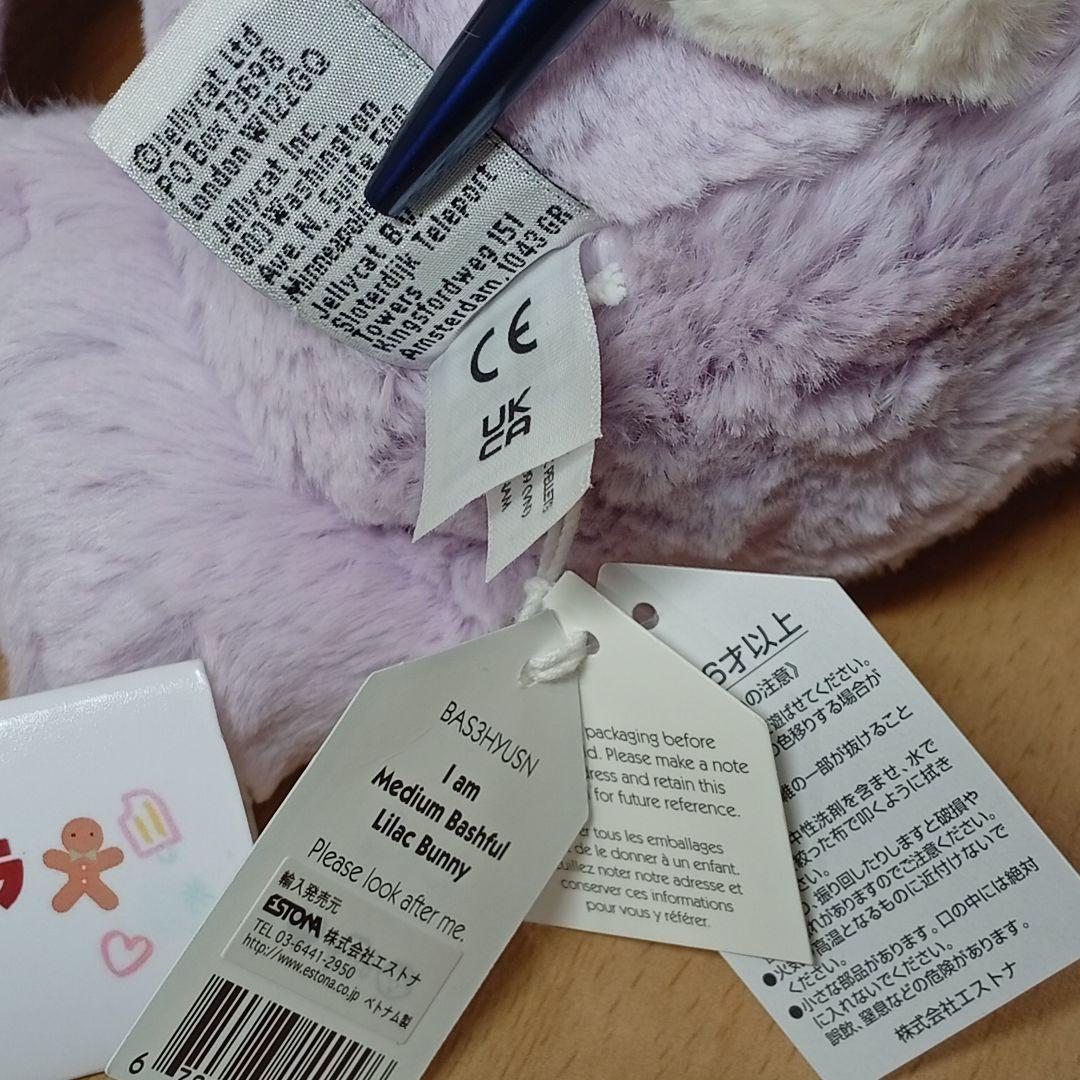 ©Jellycat Ltd
PO Box 73698
London W122GO
Jellycat Inc.
Washington
Ave. N. Suite
Minneapolis
Jellycat
Sloterdijk Teleport
Towers
Kingsfordweg 151
Amsterdam, 1043 GR
CE
UK
CA
PELLETS
BAS3HYUSN
I am
Medium Bashful
Lilac Bunny
Please look after me.
輸入発売元
ESTONA 株式会社エストナ
TEL 03-6441-2950
http://www.estona.co.jp ベトナム製
6
packaging before
Please make a note
and retain this
for future reference.
tous les emballages
de le donner à un enfant.
noter notre adresse et
conserver ces informations
pour vous y référer.
6才以上
の注意》
遊ばせてください。
色移りする場合が
の一部が抜けること
中性洗剤を含ませ、水で
絞った布で叩くように拭き
さい。
振り回したりしますと破損や
がありますのでご注意ください。
高温となるものに近付けないで
ください。
●小さな部品があります。口の中には絶対
に入れないでください。
誤飲、窒息などの危険があります。
株式会社エストナ